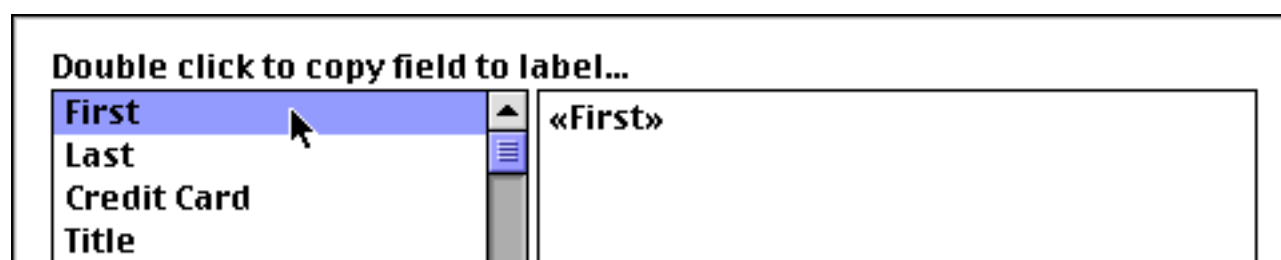 Double click to copy field to label...
First
Last
Credit Card
Title
«First»